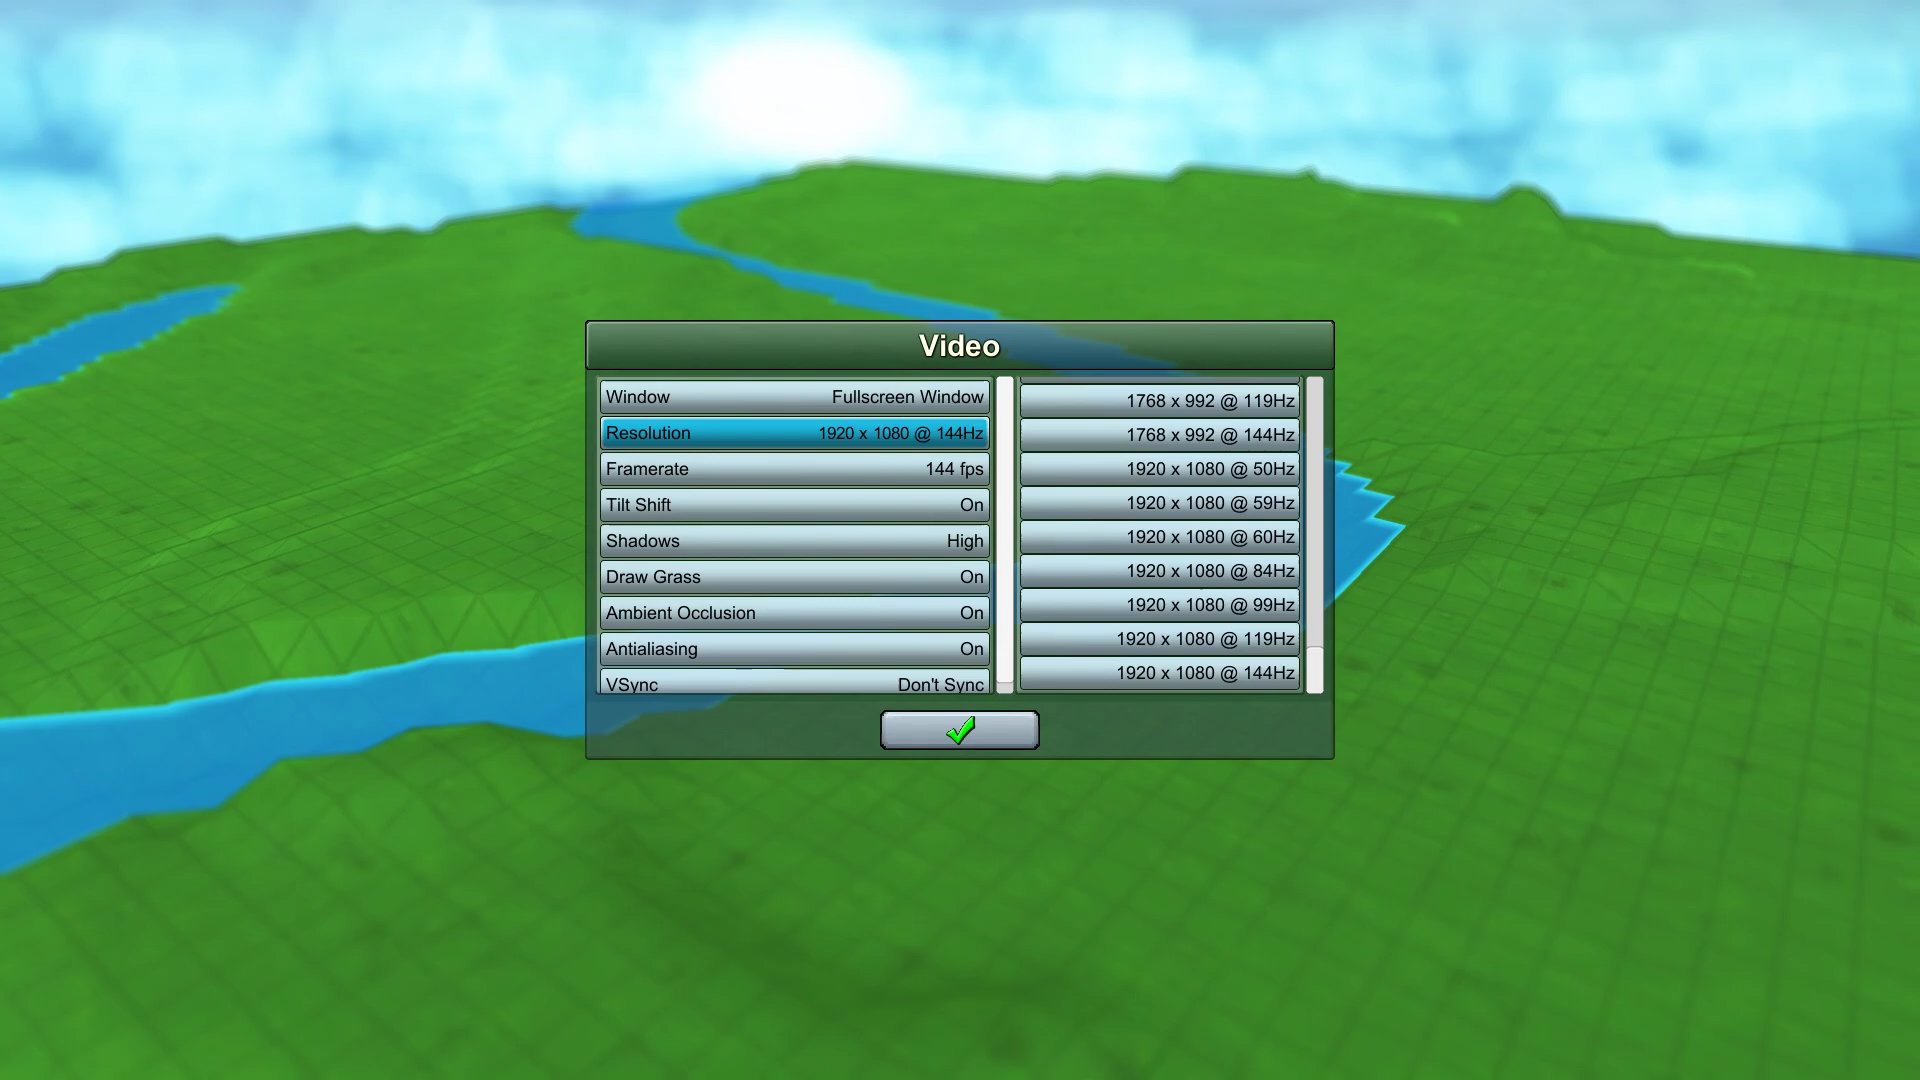 Video
Window Fullscreen Window
Resolution 1920 x 1080 @ 144Hz
Framerate 144 fps
Tilt Shift On
Shadows High
Draw Grass On
Ambient Occlusion On
Antialiasing On
VSync Don't Sync
1768 x 992 @ 119Hz
1768 x 992 @ 144Hz
1920 x 1080 @ 50Hz
1920 x 1080 @ 59Hz
1920 x 1080 @ 60Hz
1920 x 1080 @ 84Hz
1920 x 1080 @ 99Hz
1920 x 1080 @ 119Hz
1920 x 1080 @ 144Hz